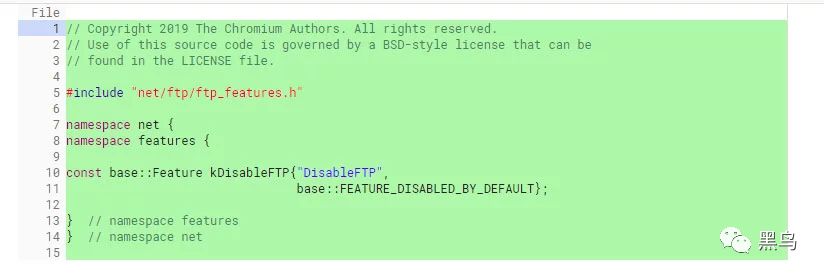 File
1 // Copyright 2019 The Chromium Authors. All rights reserved.
2 // Use of this source code is governed by a BSD-style license that can be
3 // found in the LICENSE file.
4
5 #include "net/ftp/ftp_features.h"
6
7 namespace net {
8 namespace features {
9
10 const base::Feature kDisableFTP{"DisableFTP",
11                                 base::FEATURE_DISABLED_BY_DEFAULT};
12
13 }  // namespace features
14 }  // namespace net
15
黑鸟